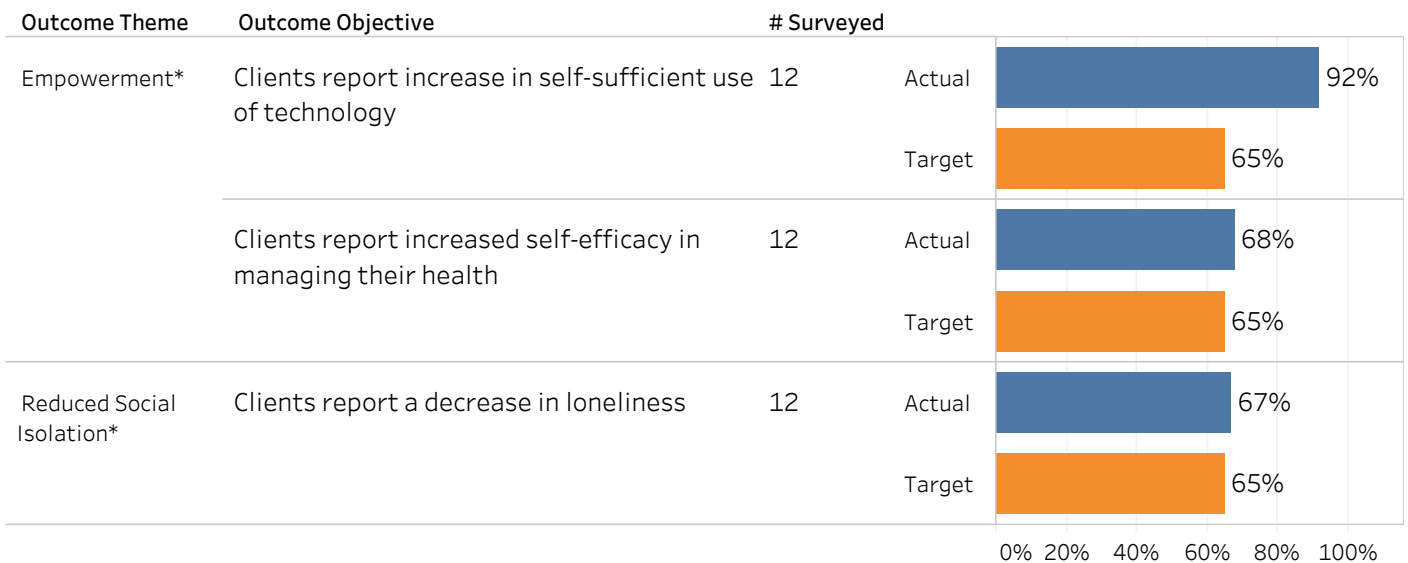 Outcome Theme Outcome Objective # Surveyed
Empowerment* Clients report increase in self-sufficient use 12 Actual 92%
of technology
Target 65%
Clients report increased self-efficacy in 12 Actual 68%
managing their health
Target 65%
Reduced Social Clients report a decrease in loneliness 12 Actual 67%
Isolation*
Target 65%
0% 20% 40% 60% 80% 100%